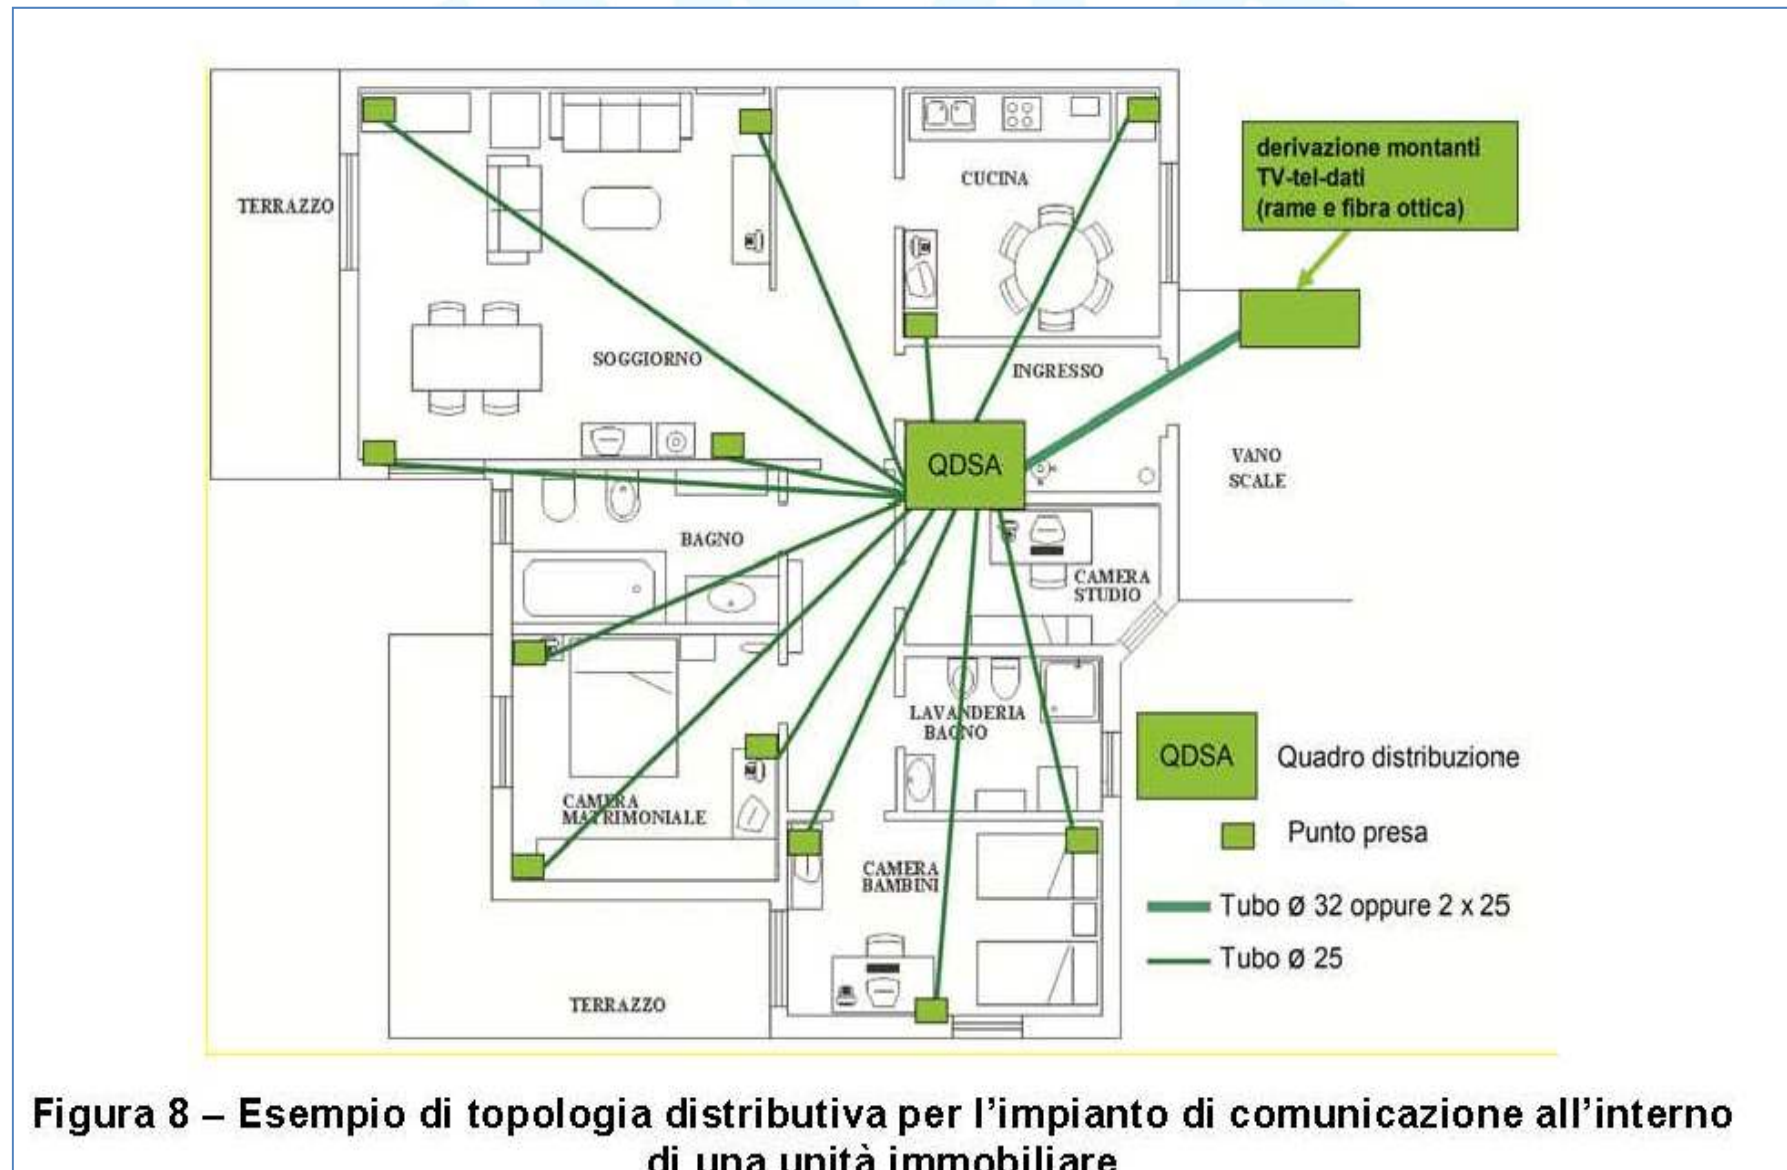 derivazione montanti
TV-tel-dati
(rame e fibra ottica)
CUCINA
TERRAZZO
SOGGIORNO
INGRESSO
QDSA
VANO
SCALE
BAGNO
CAMERA
STUDIO
LAVANDERIA
BAGNO
QDSA
Quadro distribuzione
CAMERA
MATRIMONIALE
Punto presa
CAMERA
BAMBINI
Tubo Ø 32 oppure 2 x 25
Tubo Ø 25
TERRAZZO
Figura 8 – Esempio di topologia distributiva per l'impianto di comunicazione all'interno
di una unità immobiliare